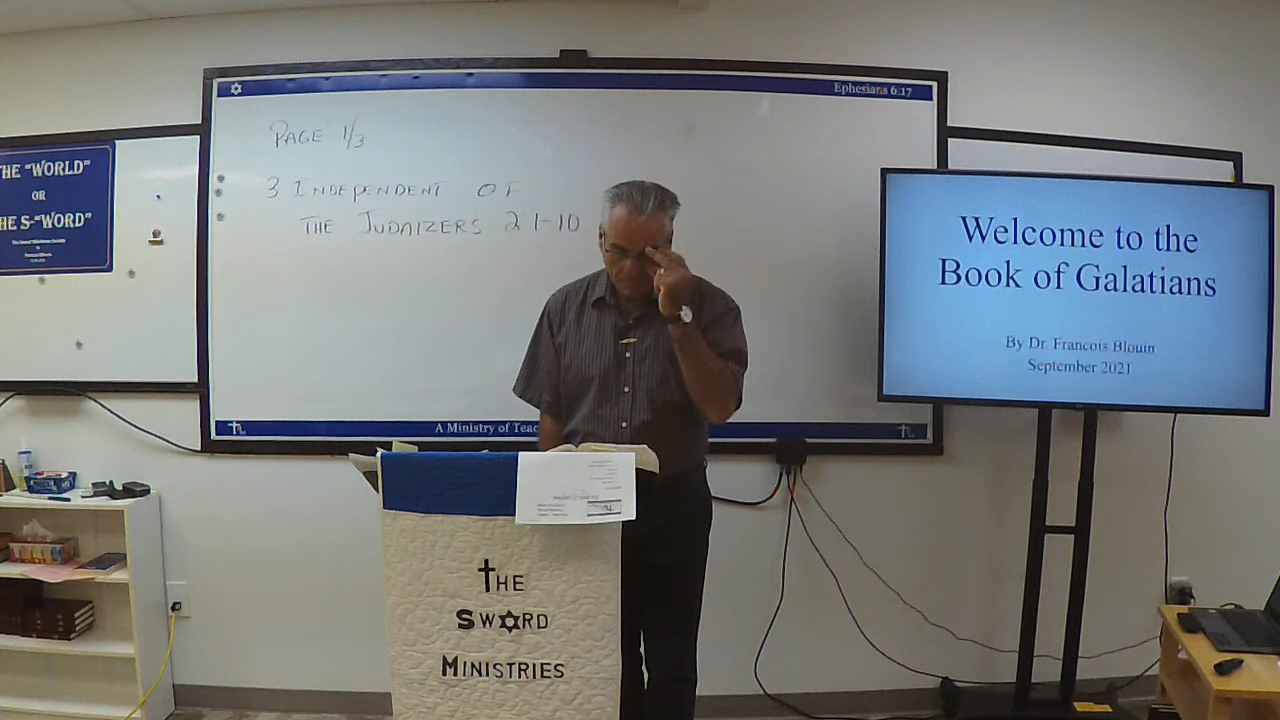 Ephesians 6:17
PAGE 1/3
3 INDEPENDENT OF
THE JUDAIZERS 2 1-10
HE "WORLD"
OR
HE S-"WORD"
Welcome to the
Book of Galatians
By Dr. Francois Blouin
September 2021
A Ministry of Teac
THE
SWORD
MINISTRIES